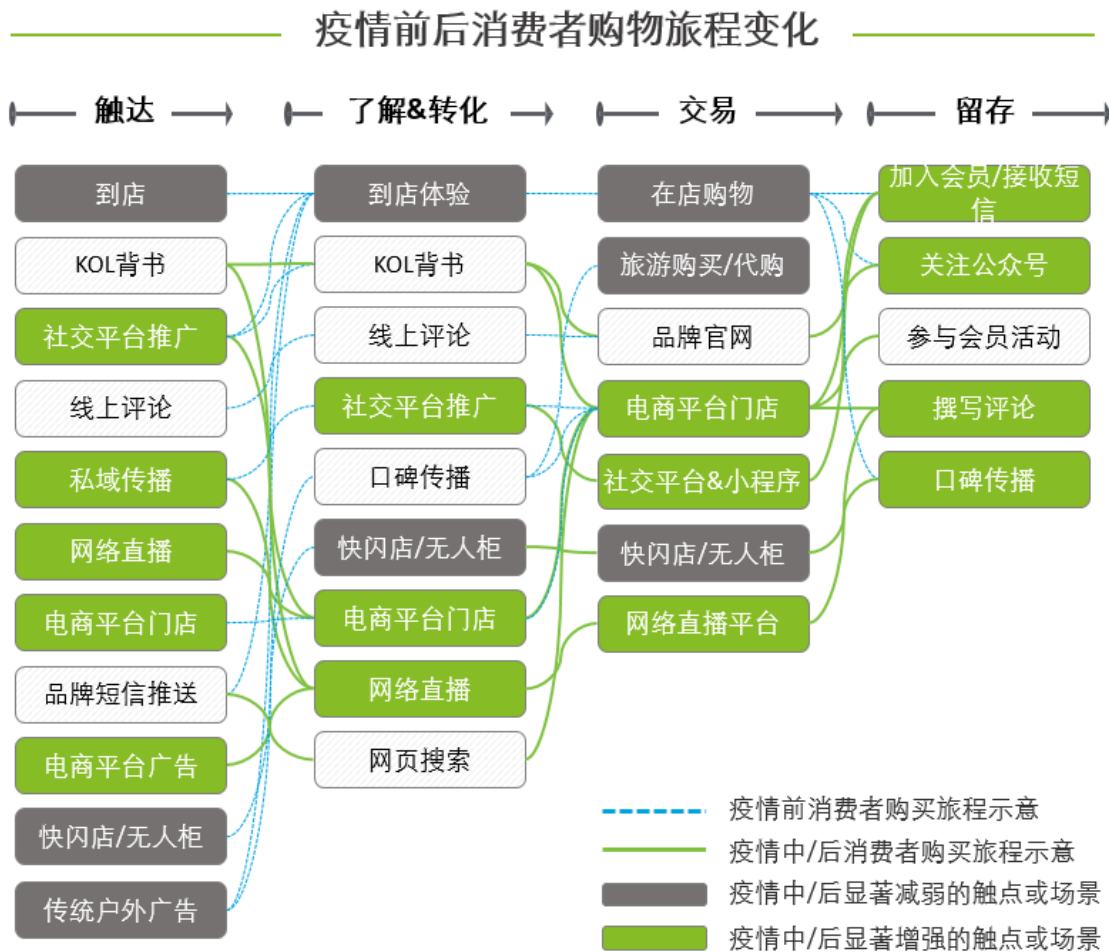 疫情前后消费者购物旅程变化
触达
了解&转化
交易
留存
到店
KOL背书
社交平台推广
线上评论
私域传播
网络直播
电商平台门店
品牌短信推送
电商平台广告
快闪店/无人柜
传统户外广告
到店体验
KOL背书
线上评论
社交平台推广
口碑传播
快闪店/无人柜
电商平台门店
网络直播
网页搜索
在店购物
旅游购买/代购
品牌官网
电商平台门店
社交平台&小程序
快闪店/无人柜
网络直播平台
加入会员/接收短
信
关注公众号
参与会员活动
撰写评论
口碑传播
疫情前消费者购买旅程示意
疫情中/后消费者购买旅程示意
疫情中/后显著减弱的触点或场景
疫情中/后显著增强的触点或场景